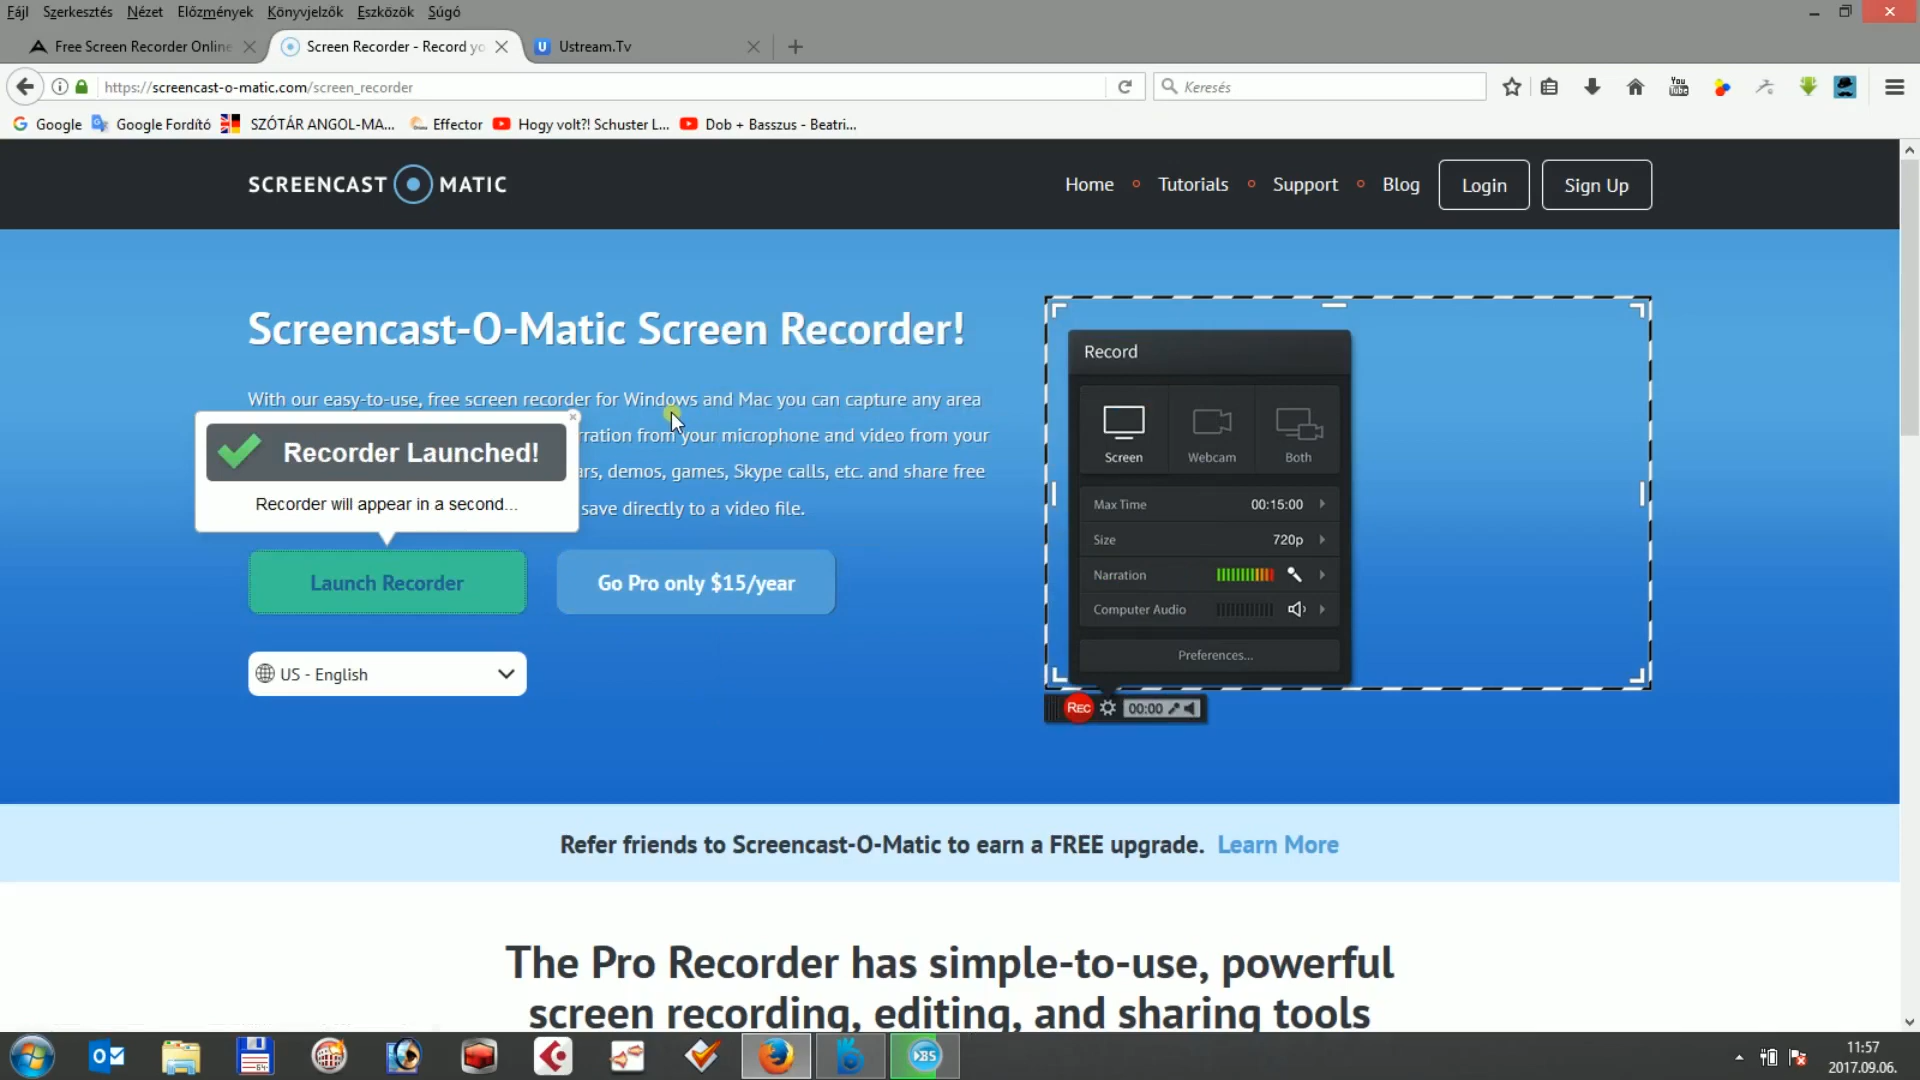 Fájl Szerkesztés Nézet Előzmények Könyvjelzők Eszközök Súgó
Free Screen Recorder Online
Screen Recorder - Record yo
Ustream.Tv
https://screencast-o-matic.com/screen_recorder
Keresés
You Tube
Google
Google Fordító
SZÓTÁR ANGOL-MA...
Effector
Hogy volt?! Schuster L...
Dob + Basszus - Beatri...
SCREENCAST MATIC
Home
Tutorials
Support
Blog
Login
Sign Up
Screencast-O-Matic Screen Recorder!
With our easy-to-use, free screen recorder for Windows and Mac you can capture any area
rration from your microphone and video from your
rs, demos, games, Skype calls, etc. and share free
save directly to a video file.
Recorder Launched!
Recorder will appear in a second...
Launch Recorder
Go Pro only $15/year
US - English
Record
Screen
Webcam
Both
Max Time 00:15:00
Size 720p
Narration
Computer Audio
Preferences...
REC
00:00
Refer friends to Screencast-O-Matic to earn a FREE upgrade. Learn More
The Pro Recorder has simple-to-use, powerful
screen recording, editing, and sharing tools
BS
11:57
2017.09.06.